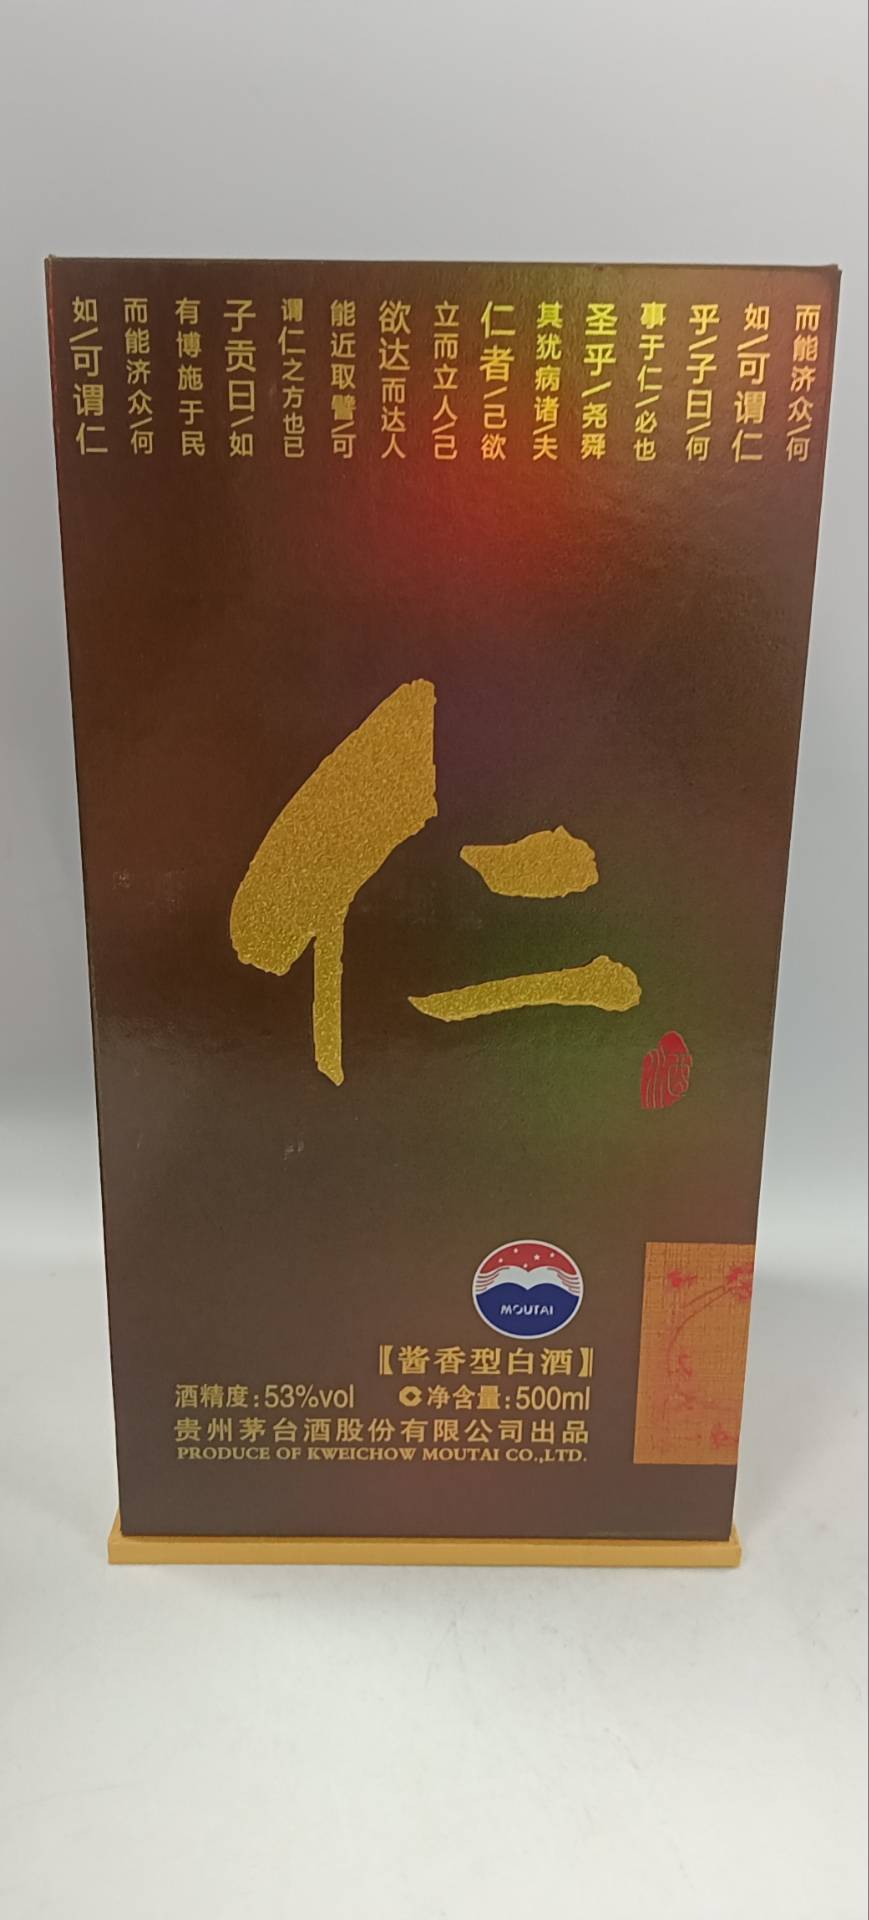 而能济众/何
如/可谓仁
乎/子曰/何
事于仁/必也
圣乎/尧舜
其犹病诸/夫
仁者/己欲
立而立人/己
欲达而达人
能近取譬/可
谓仁之方也已
子贡曰/如
有博施于民
而能济众/何
如/可谓仁
仁
酒
MOUTAI
【酱香型白酒】
酒精度:53%vol 净含量:500ml
贵州茅台酒股份有限公司出品
PRODUCE OF KWEICHOW MOUTAI CO.,LTD.